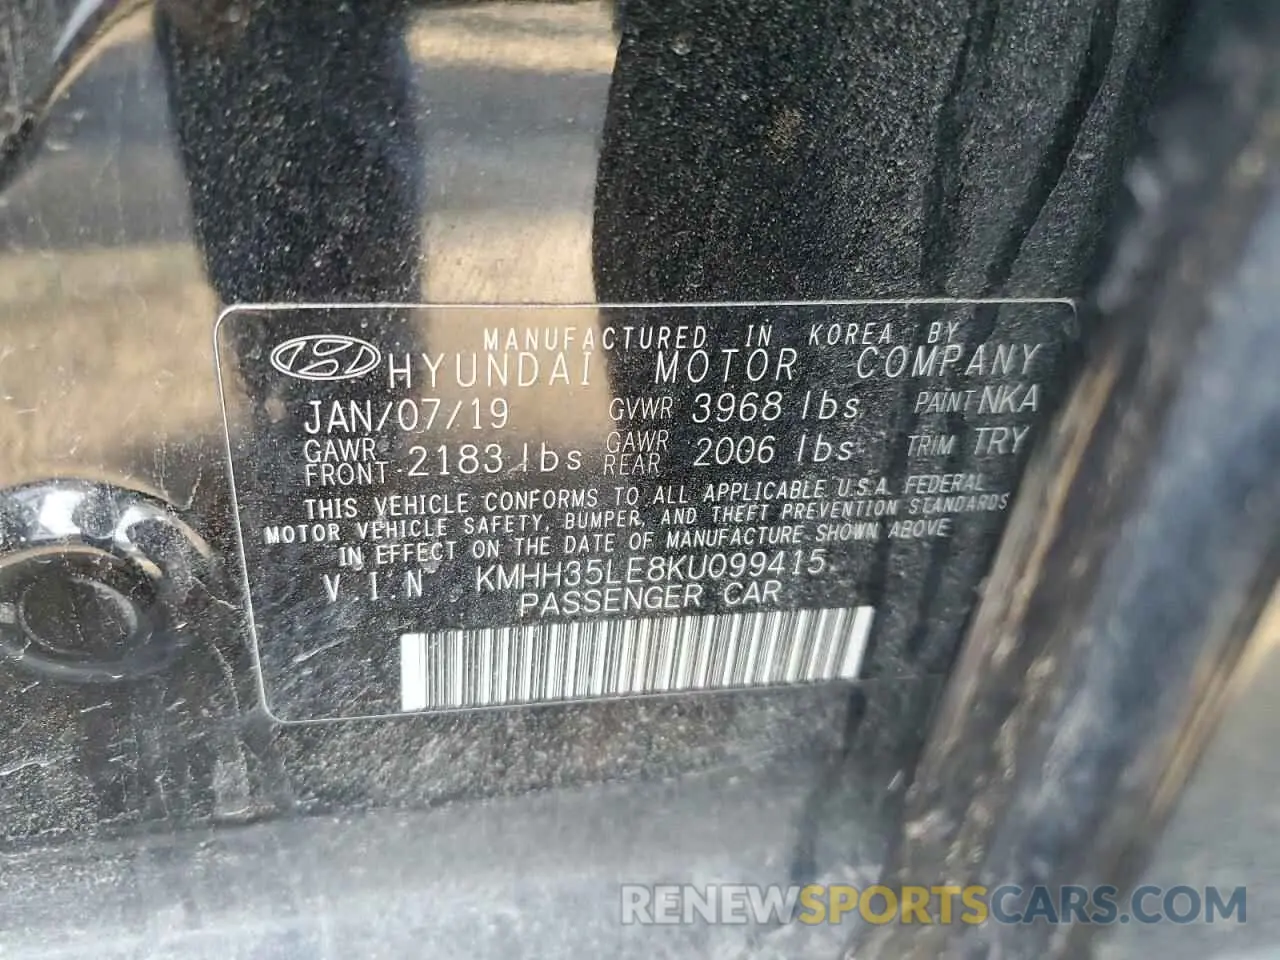 MANUFACTURED IN KOREA BY
HYUNDAI MOTOR COMPANY
JAN/07/19 GVWR 3968 lbs PAINT NKA
GAWR FRONT 2183 lbs GAWR REAR 2006 lbs TRIM TRY
THIS VEHICLE CONFORMS TO ALL APPLICABLE U.S.A. FEDERAL
MOTOR VEHICLE SAFETY, BUMPER, AND THEFT PREVENTION STANDARDS
IN EFFECT ON THE DATE OF MANUFACTURE SHOWN ABOVE
V.I.N KMHH35LE8KU099415
PASSENGER CAR
RENEWSPORTSCARS.COM